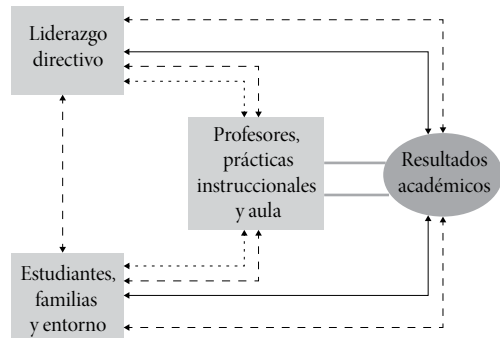 Liderazgo
directivo
Profesores,
prácticas
instruccionales
y aula
Resultados
académicos
Estudiantes,
familias
y entorno